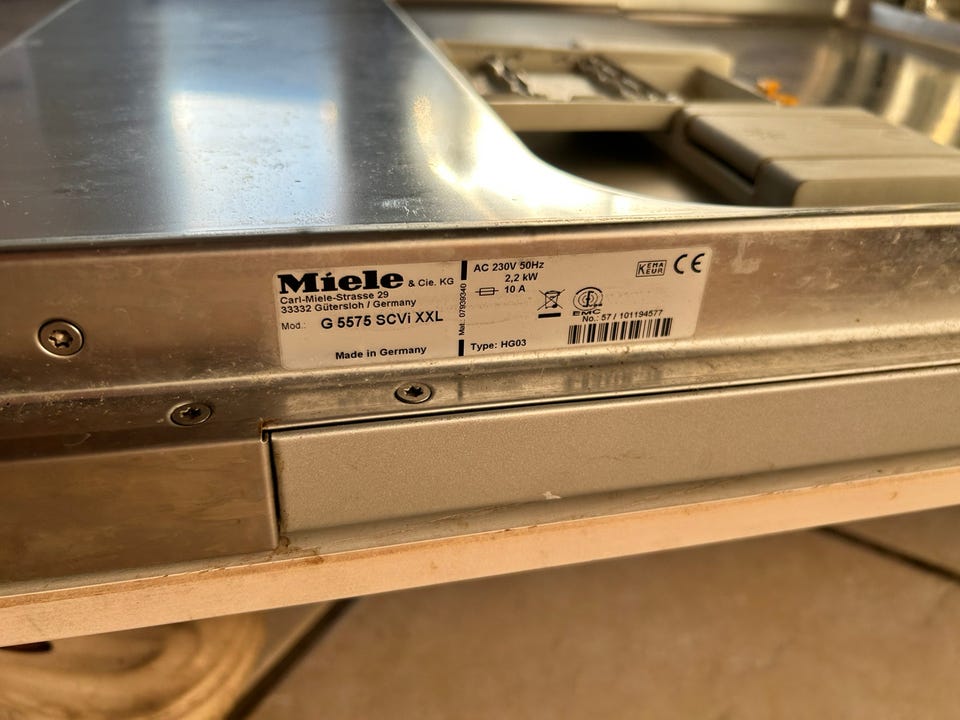 Miele & Cie. KG
Carl-Miele-Strasse 29
33332 Gütersloh / Germany
Mod.: G 5575 SCVi XXL
Made in Germany
Mat.: 07939340
AC 230V 50Hz
2,2 kW
10 A
Type: HG03
KEMA
KEUR
CE
EMC
No.: 57 / 101194577